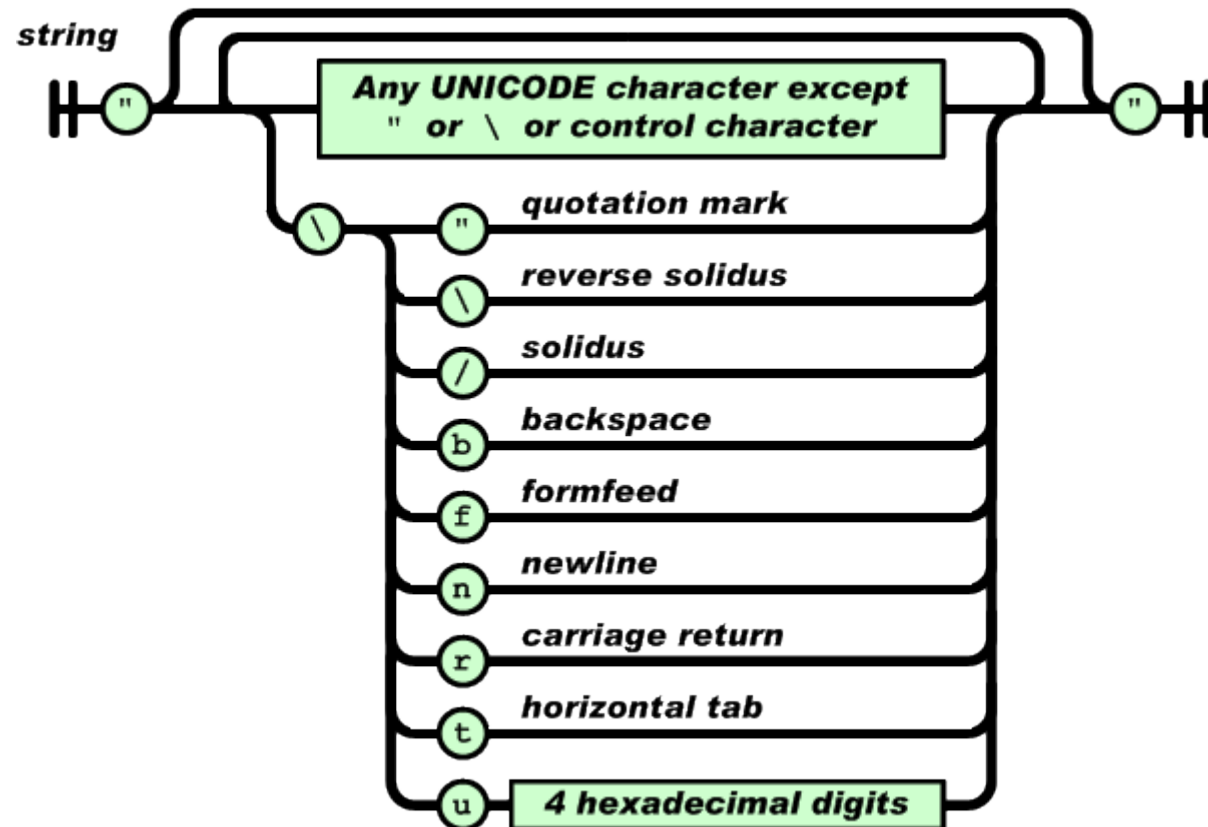 string
"
Any UNICODE character except
" or \ or control character
"
\
" quotation mark
\ reverse solidus
/ solidus
b backspace
f formfeed
n newline
r carriage return
t horizontal tab
u 4 hexadecimal digits